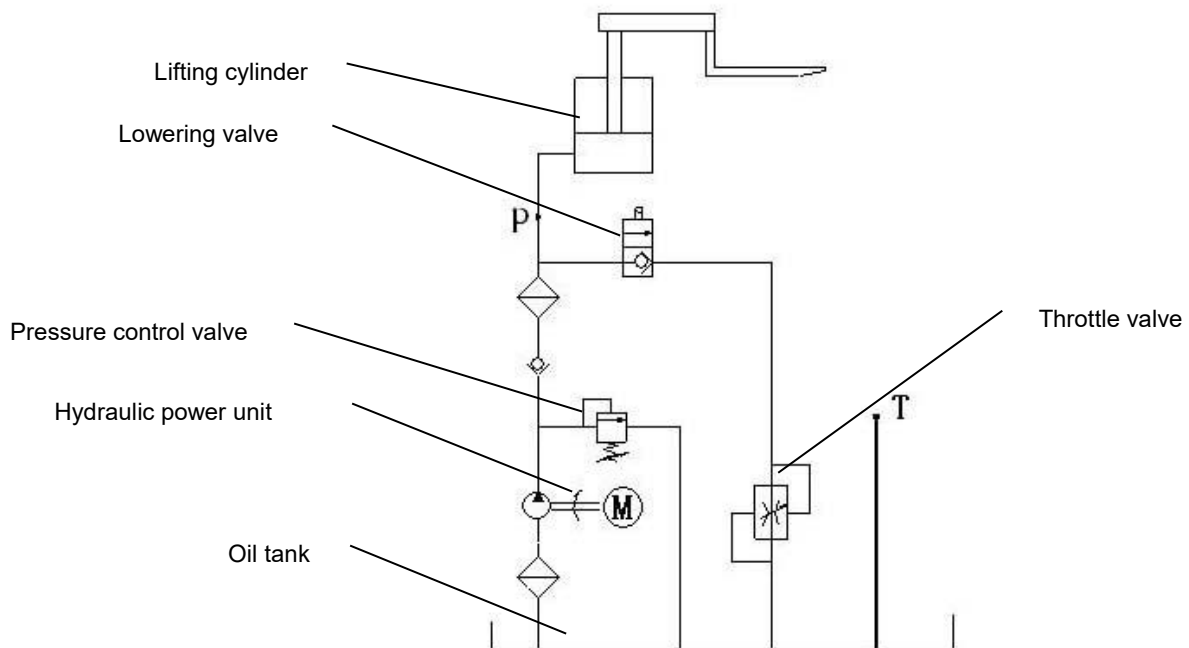 Lifting cylinder
Lowering valve
P
Pressure control valve
Throttle valve
Hydraulic power unit
T
M
Oil tank